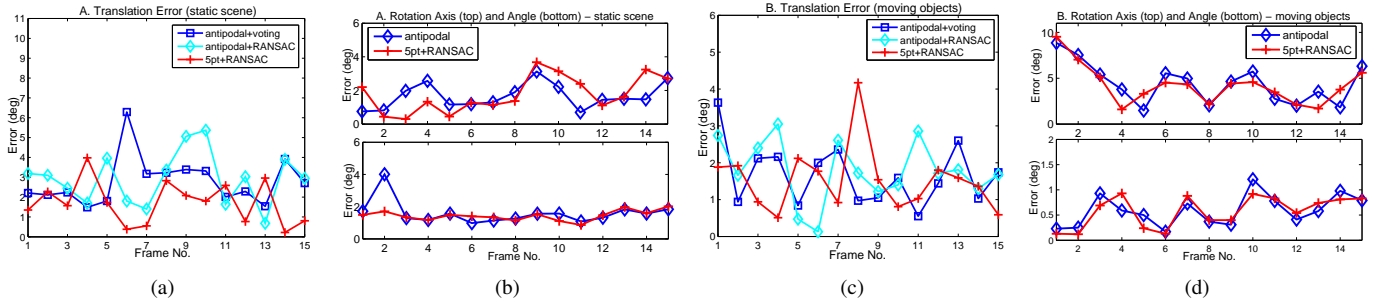 A. Translation Error (static scene)
11
10
9
8
7
6
5
4
3
2
1
0
Error (deg)
antipodal+voting
antipodal+RANSAC
5pt+RANSAC
1 3 5 7 9 11 13 15
Frame No.
(a)
A. Rotation Axis (top) and Angle (bottom) – static scene
6
4
2
0
Error (deg)
antipodal
5pt+RANSAC
2 4 6 8 10 12 14
6
4
2
0
Error (deg)
2 4 6 8 10 12 14
Frame No.
(b)
B. Translation Error (moving objects)
6
5
4
3
2
1
0
Error (deg)
antipodal+voting
antipodal+RANSAC
5pt+RANSAC
1 3 5 7 9 11 13 15
Frame No.
(c)
B. Rotation Axis (top) and Angle (bottom) – moving objects
10
5
0
Error (deg)
antipodal
5pt+RANSAC
2 4 6 8 10 12 14
2
1.5
1
0.5
0
Error (deg)
2 4 6 8 10 12 14
Frame No.
(d)